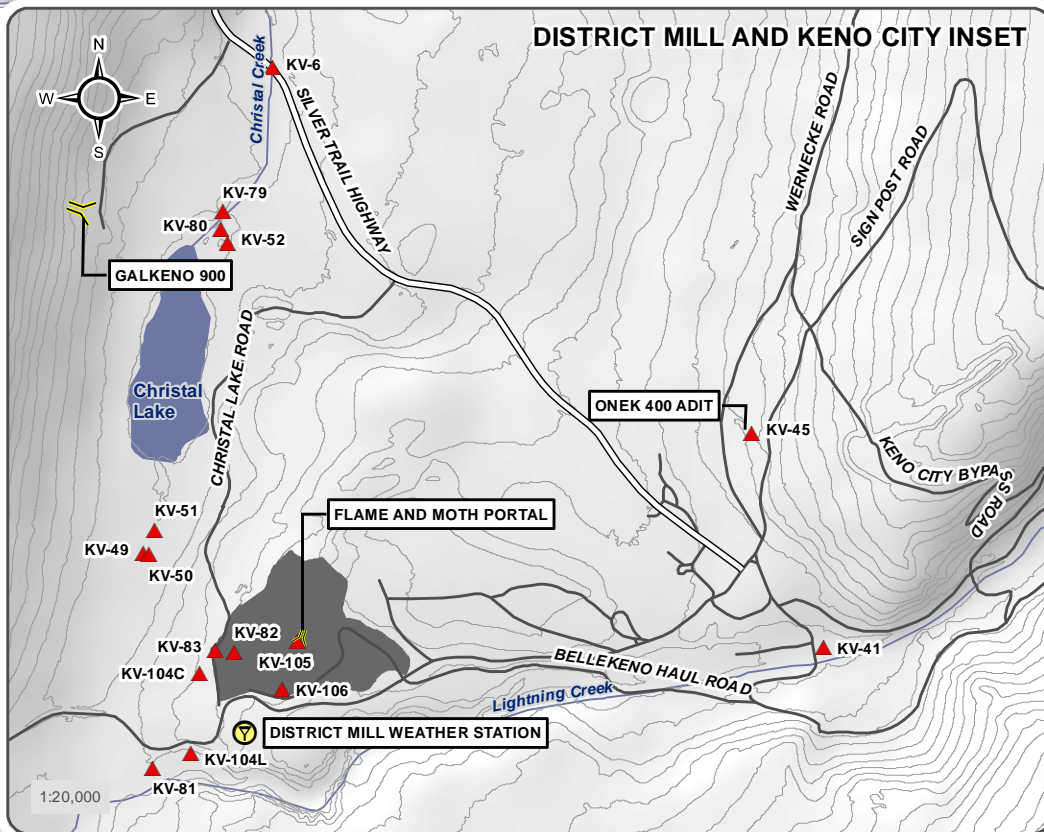 DISTRICT MILL AND KENO CITY INSET
N
W
E
S
Christal Creek
KV-6
SILVER TRAIL HIGHWAY
WERNECKE ROAD
SIGN POST ROAD
KV-79
KV-80
KV-52
GALKENO 900
CHRISTAL LAKE ROAD
Christal
Lake
ONEK 400 ADIT
KV-45
KENO CITY BYPASS ROAD
FLAME AND MOTH PORTAL
KV-51
KV-49
KV-50
KV-82
KV-83
KV-105
KV-104C
KV-106
KV-41
BELLEKENO HAUL ROAD
Lightning Creek
DISTRICT MILL WEATHER STATION
KV-104L
KV-81
1:20,000